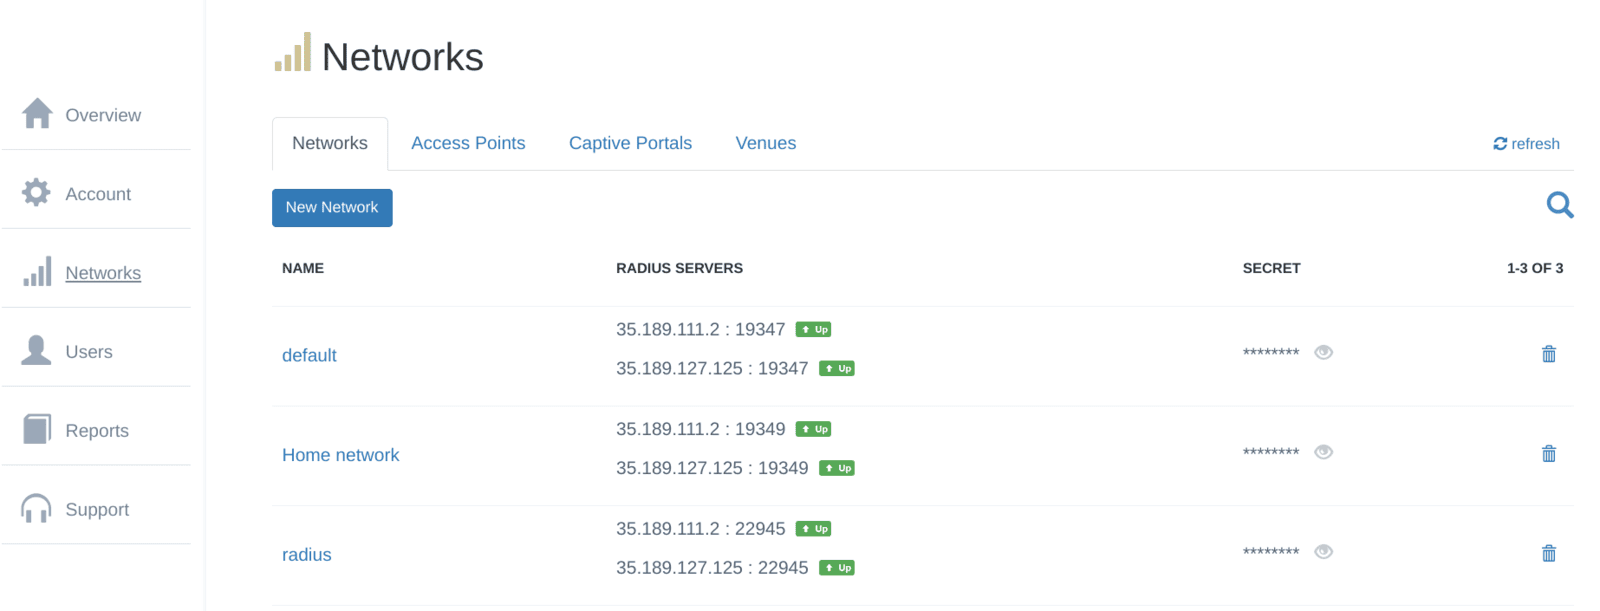 Networks
Overview
Account
Networks
Users
Reports
Support
Networks Access Points Captive Portals Venues refresh
New Network
NAME RADIUS SERVERS SECRET 1-3 OF 3
default
35.189.111.2 : 19347 Up
35.189.127.125 : 19347 Up
********
Home network
35.189.111.2 : 19349 Up
35.189.127.125 : 19349 Up
********
radius
35.189.111.2 : 22945 Up
35.189.127.125 : 22945 Up
********